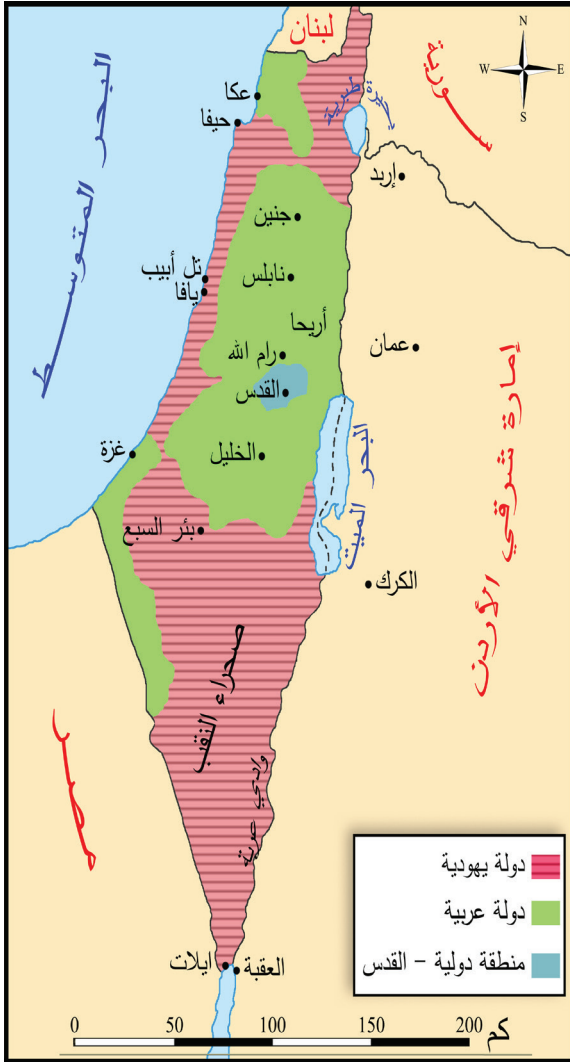 لبنان
N
W E
S
سورية
البحر المتوسط
عكا
حيفا
بحيرة طبرية
إربد
جنين
تل أبيب
يافا
نابلس
أريحا
عمان
رام الله
القدس
إمارة شرقي الأردن
غزة
الخليل
البحر الميت
بئر السبع
الكرك
صحراء النقب
وادي عربة
مصر
دولة يهودية
دولة عربية
منطقة دولية - القدس
ايلات
العقبة
0 50 100 150 200 كم